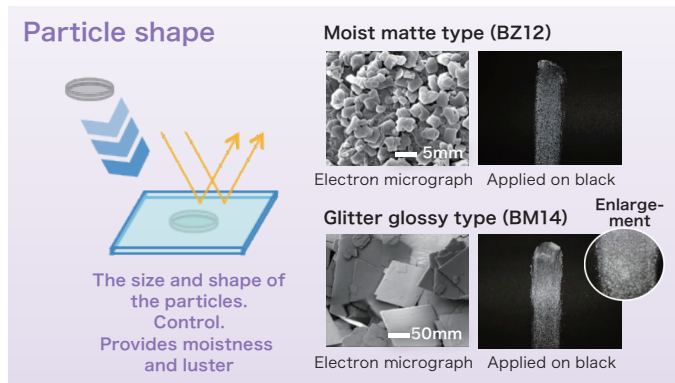 Particle shape
The size and shape of
the particles.
Control.
Provides moistness
and luster
Moist matte type (BZ12)
5mm
Electron micrograph
Applied on black
Glitter glossy type (BM14)
Enlarge-
ment
50mm
Electron micrograph
Applied on black